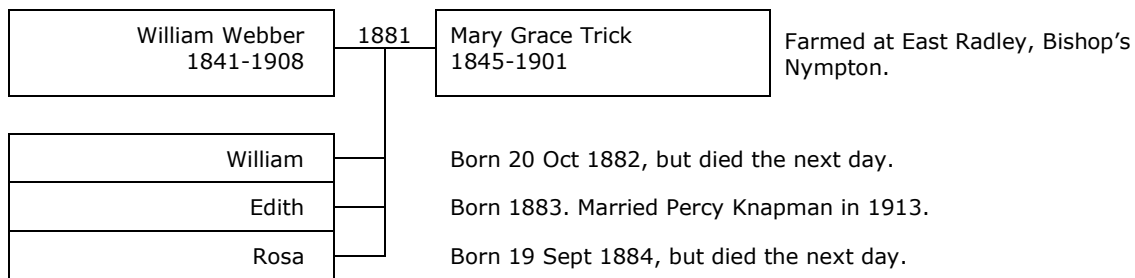 William Webber 1881 Mary Grace Trick Farmed at East Radley, Bishop's
1841-1908 1845-1901 Nympton.
William Born 20 Oct 1882, but died the next day.
Edith Born 1883. Married Percy Knapman in 1913.
Rosa Born 19 Sept 1884, but died the next day.